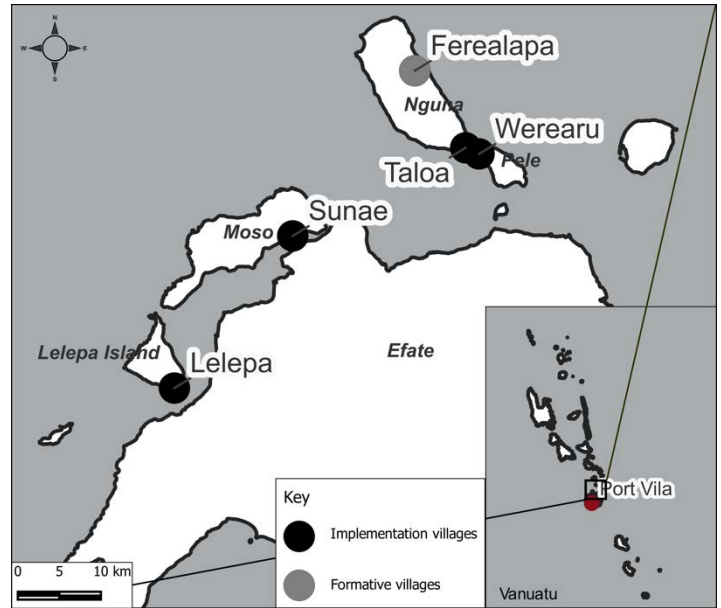 N
W E
S
Ferealapa
Nguna
Werearu
Taloa
Pele
Sunae
Moso
Lelepa Island
Efate
Lelepa
Port Vila
Key
Implementation villages
0 5 10 km
Formative villages
Vanuatu